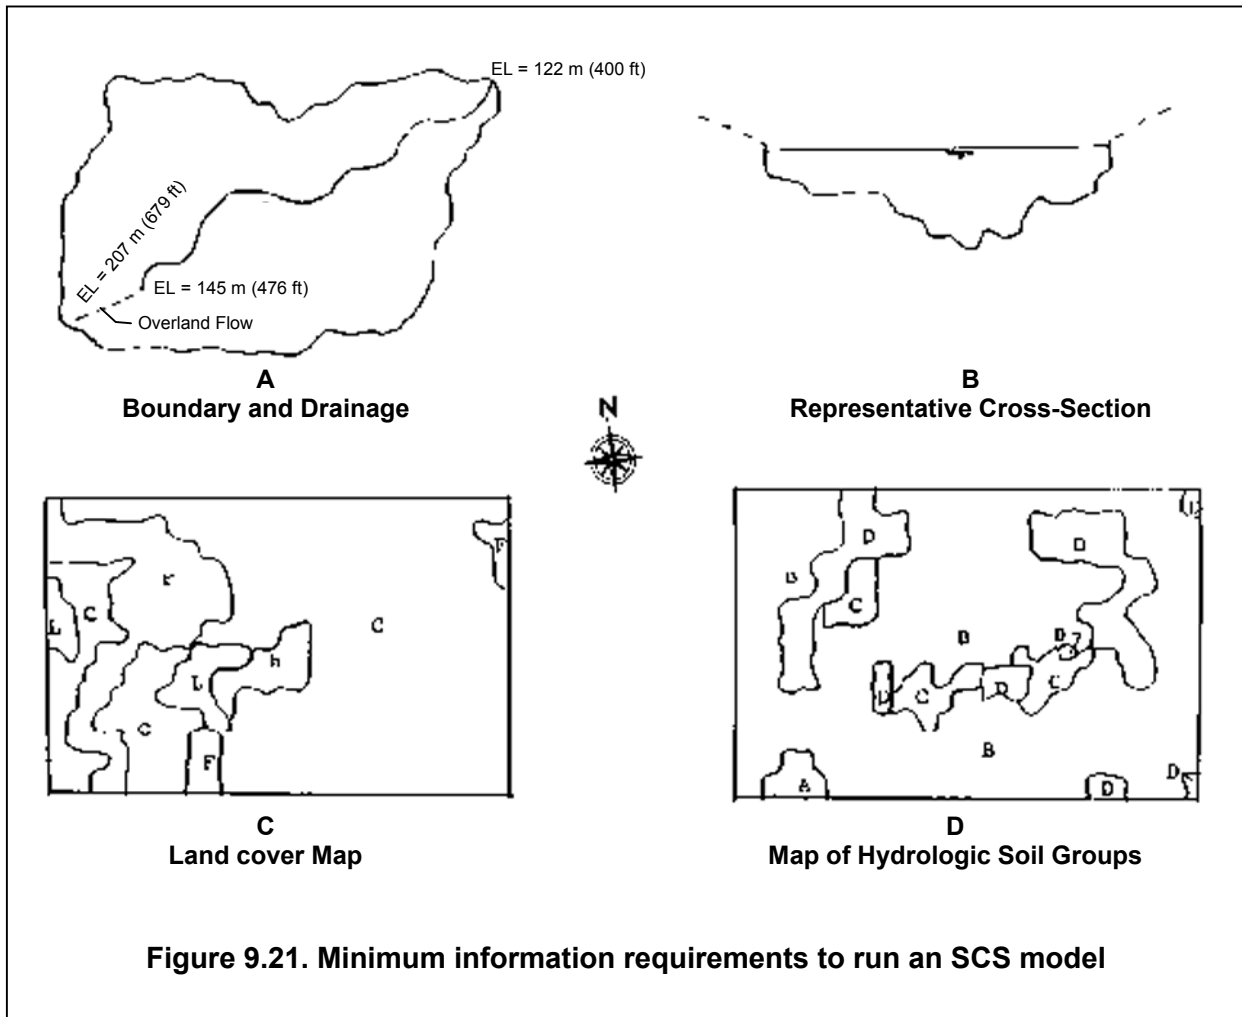 EL = 122 m (400 ft)
EL = 207 m (679 ft)
EL = 145 m (476 ft)
Overland Flow
A
Boundary and Drainage
B
Representative Cross-Section
N
F
C
L
C
h
L
G
F
C
Land cover Map
D
D
B
C
B
D
D
C
D
C
B
A
D
D
D
Map of Hydrologic Soil Groups
Figure 9.21. Minimum information requirements to run an SCS model